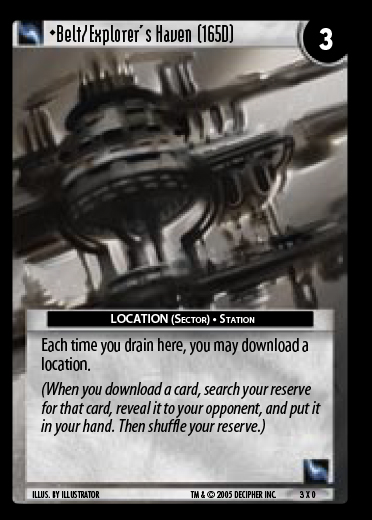 •Belt/Explorer's Haven (165D)
3
LOCATION (SECTOR) • STATION
Each time you drain here, you may download a
location.
(When you download a card, search your reserve
for that card, reveal it to your opponent, and put it
in your hand. Then shuffle your reserve.)
ILLUS. BY ILLUSTRATOR TM & © 2005 DECIPHER INC. 3 X 0